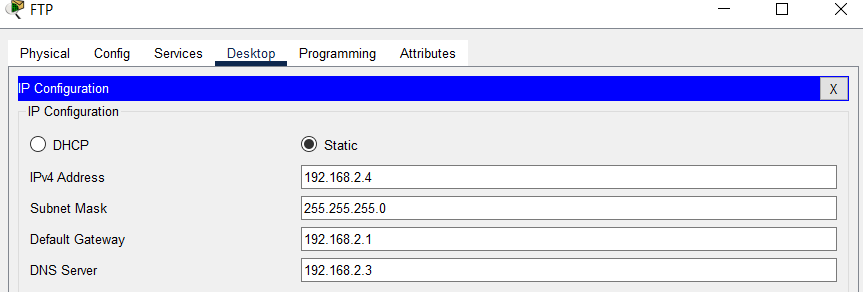 FTP
Physical Config Services Desktop Programming Attributes
IP Configuration X
IP Configuration
DHCP Static
IPv4 Address 192.168.2.4
Subnet Mask 255.255.255.0
Default Gateway 192.168.2.1
DNS Server 192.168.2.3